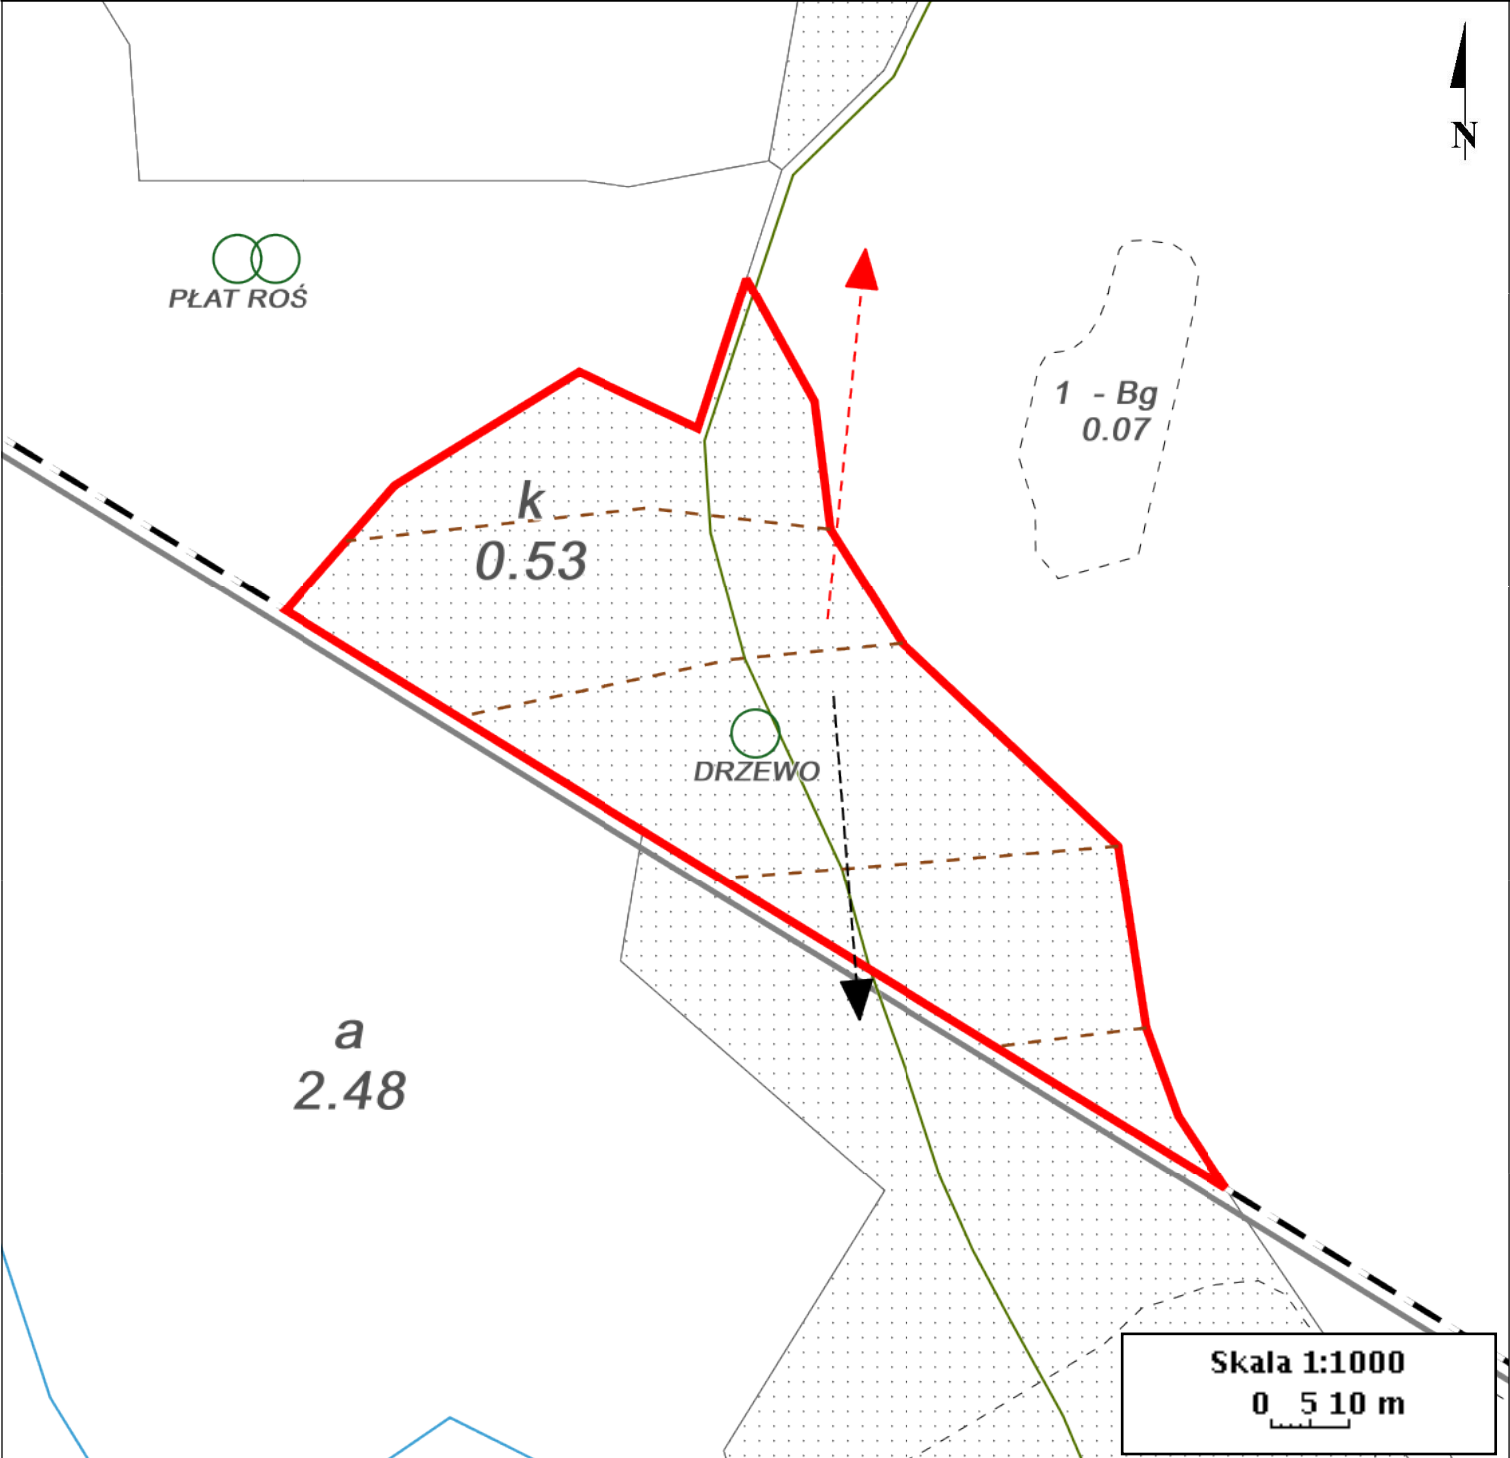 N
PŁAT ROŚ
1 - Bg
0.07
k
0.53
DRZEWO
a
2.48
Skala 1:1000
0 5 10 m